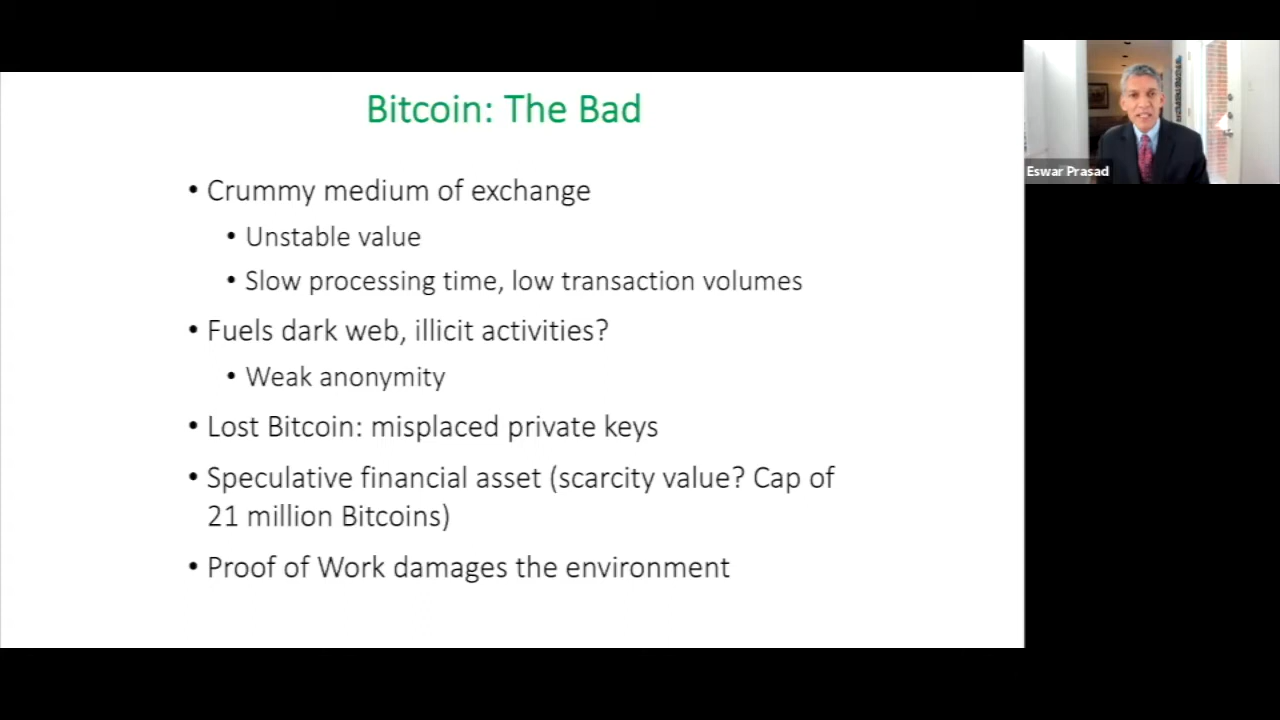 Bitcoin: The Bad
• Crummy medium of exchange
• Unstable value
• Slow processing time, low transaction volumes
• Fuels dark web, illicit activities?
• Weak anonymity
• Lost Bitcoin: misplaced private keys
• Speculative financial asset (scarcity value? Cap of
21 million Bitcoins)
• Proof of Work damages the environment
Eswar Prasad